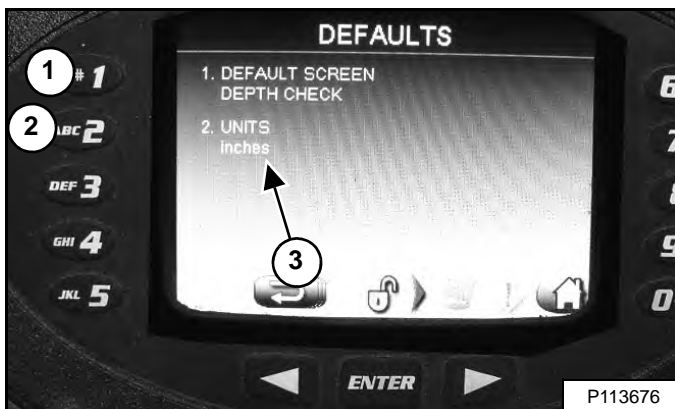 DEFAULTS
1. DEFAULT SCREEN
DEPTH CHECK
2. UNITS
inches
1
# 1
2
ABC 2
DEF 3
GHI 4
JKL 5
3
6
7
8
9
0
ENTER
P113676